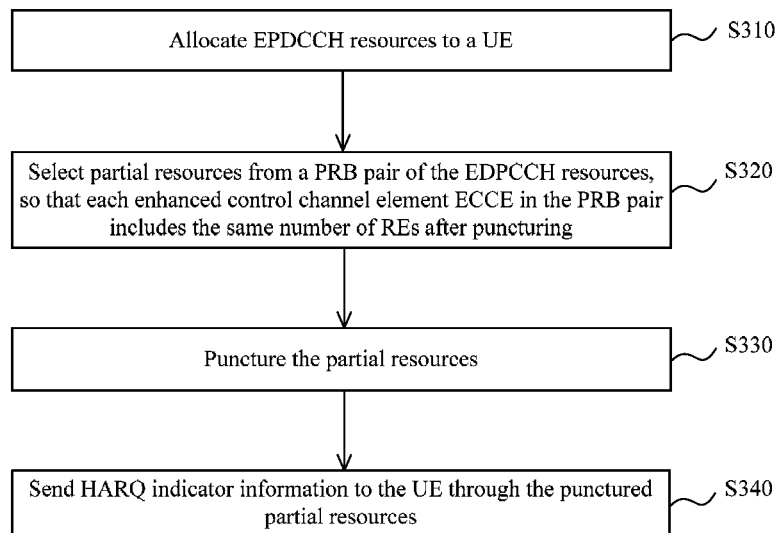 Allocate EPDCCH resources to a UE
S310
Select partial resources from a PRB pair of the EDPCCH resources,
so that each enhanced control channel element ECCE in the PRB pair
includes the same number of REs after puncturing
S320
Puncture the partial resources
S330
Send HARQ indicator information to the UE through the punctured
partial resources
S340